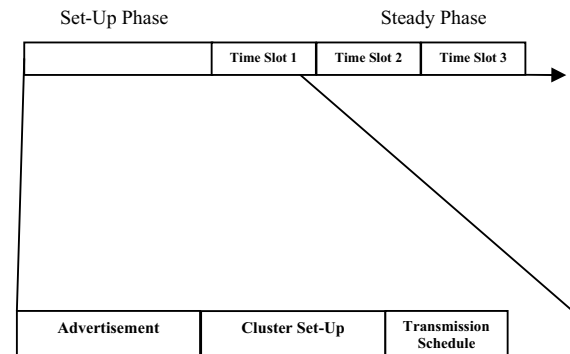 Set-Up Phase Steady Phase
Time Slot 1 Time Slot 2 Time Slot 3
Advertisement Cluster Set-Up Transmission
Schedule